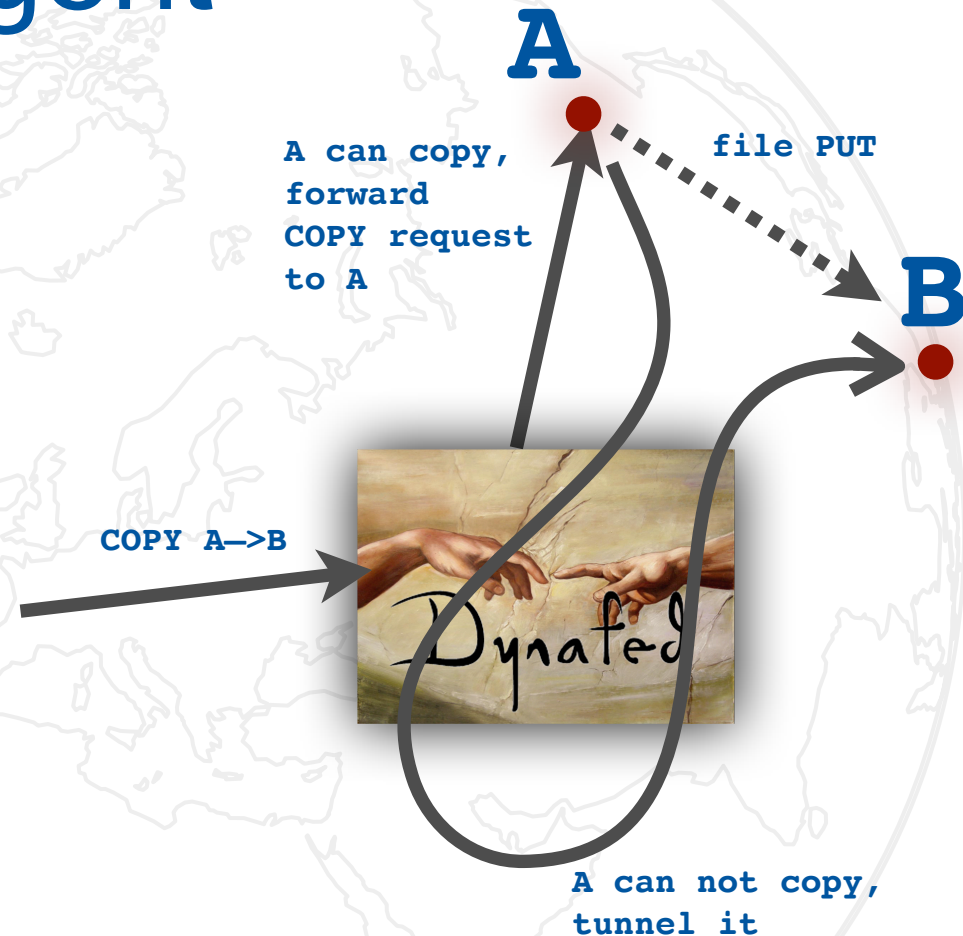 A
A can copy,
forward
COPY request
to A
file PUT
B
COPY A—>B
Dynafed
A can not copy,
tunnel it